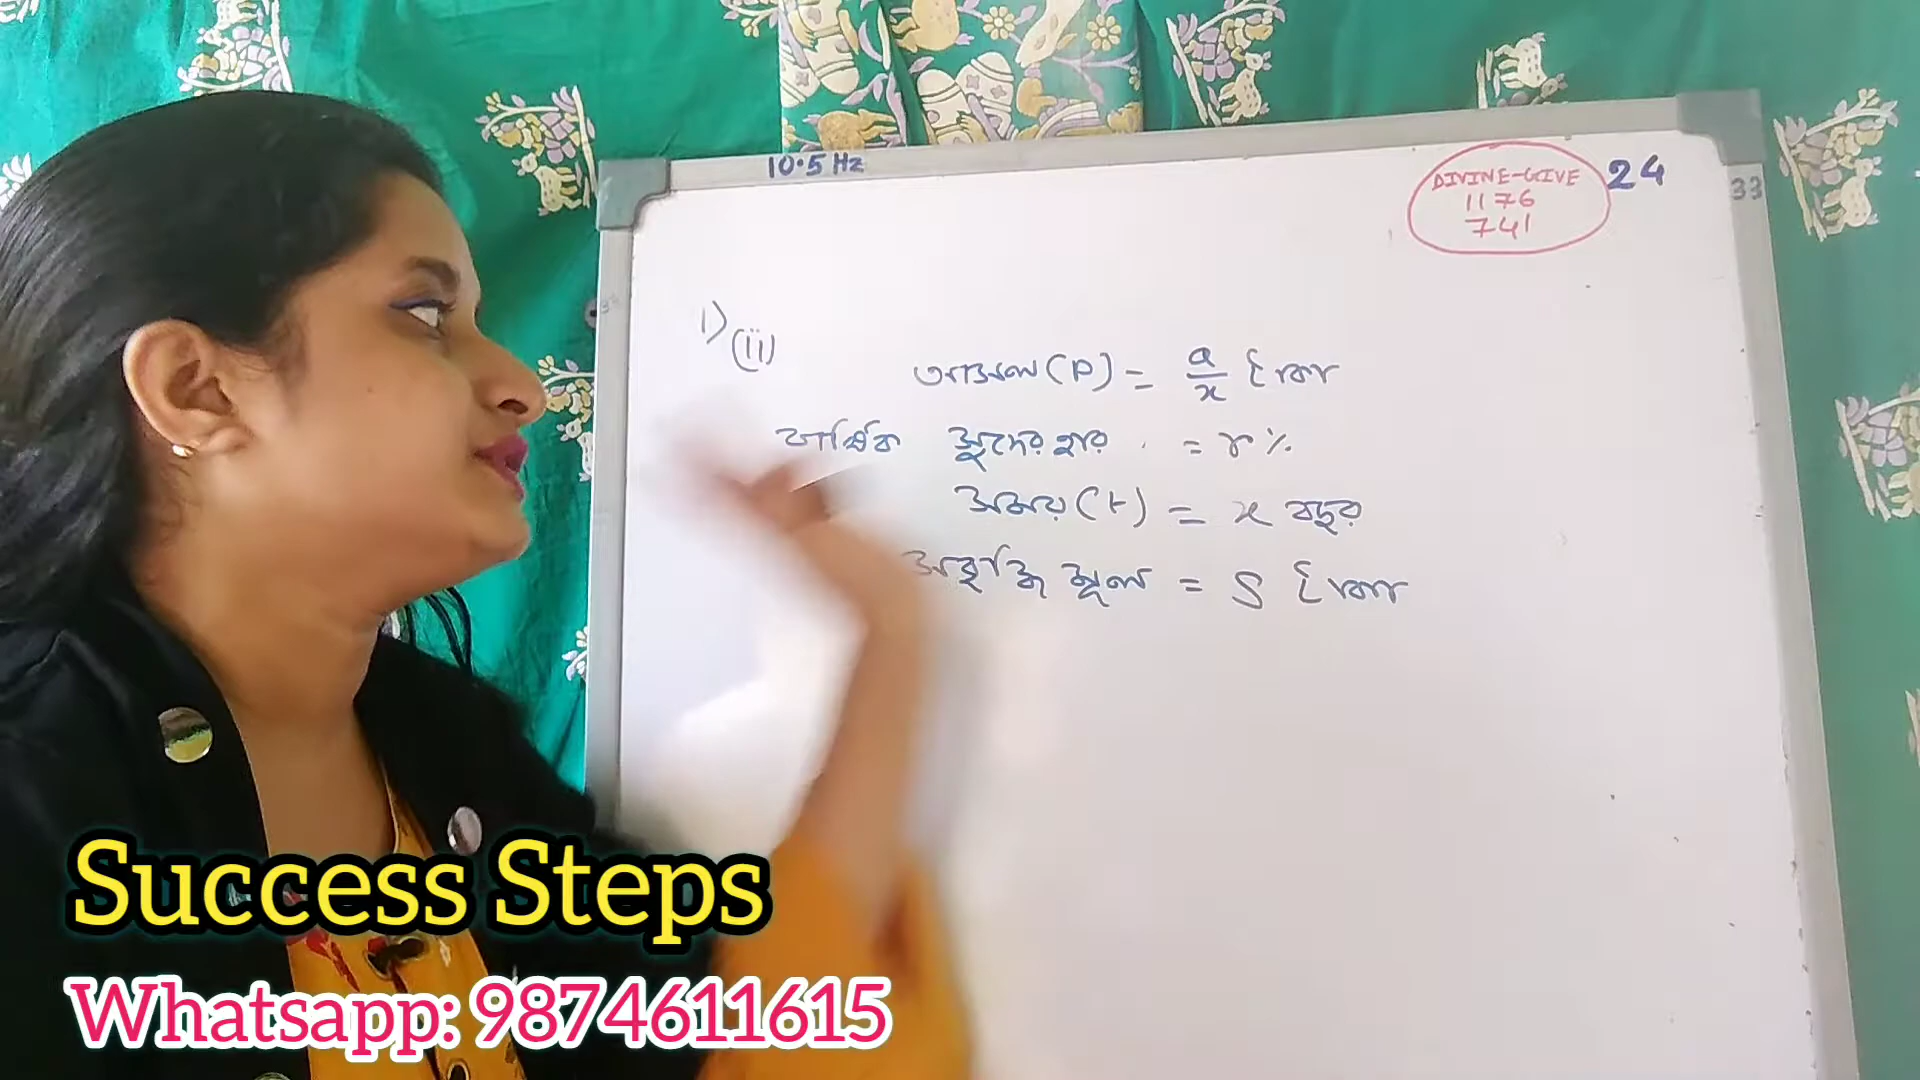 10.5 Hz
DIVINE-GIVE
1176
741
24
33
1)
(ii)
আসল (P) = a/x টাকা
বার্ষিক সুদের হার = r %
সময় (t) = x বছর
সমূল = S টাকা
Success Steps
Whatsapp: 9874611615